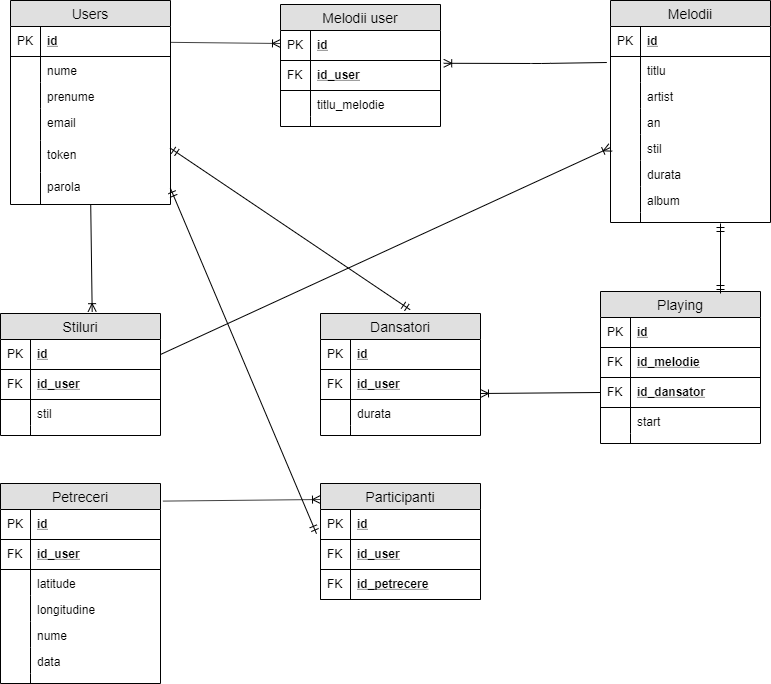 Users
PK id
nume
prenume
email
token
parola
Melodii user
PK id
FK id_user
titlu_melodie
Melodii
PK id
titlu
artist
an
stil
durata
album
Stiluri
PK id
FK id_user
stil
Dansatori
PK id
FK id_user
durata
Playing
PK id
FK id_melodie
FK id_dansator
start
Petreceri
PK id
FK id_user
latitude
longitudine
nume
data
Participanti
PK id
FK id_user
FK id_petrecere